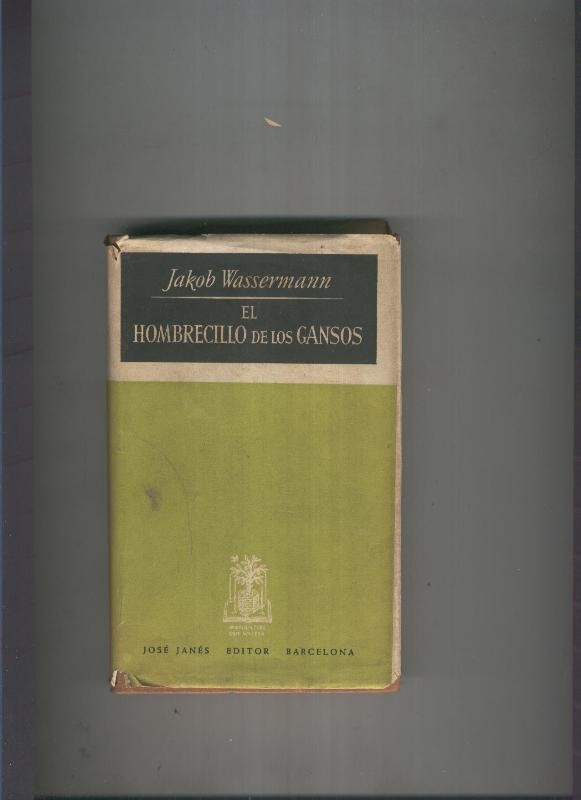 Jakob Wassermann
EL
HOMBRECILLO DE LOS GANSOS
JOSÉ JANÉS EDITOR BARCELONA